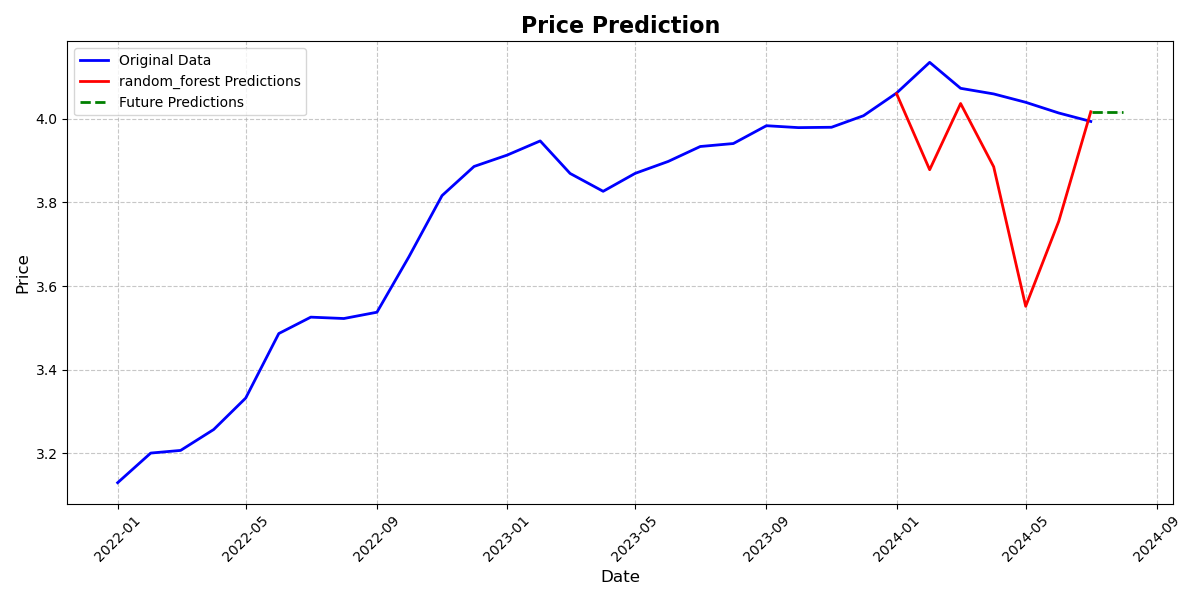 Price Prediction
Original Data
random_forest Predictions
Future Predictions
Price
4.0
3.8
3.6
3.4
3.2
2022-01
2022-05
2022-09
2023-01
2023-05
2023-09
2024-01
2024-05
2024-09
Date